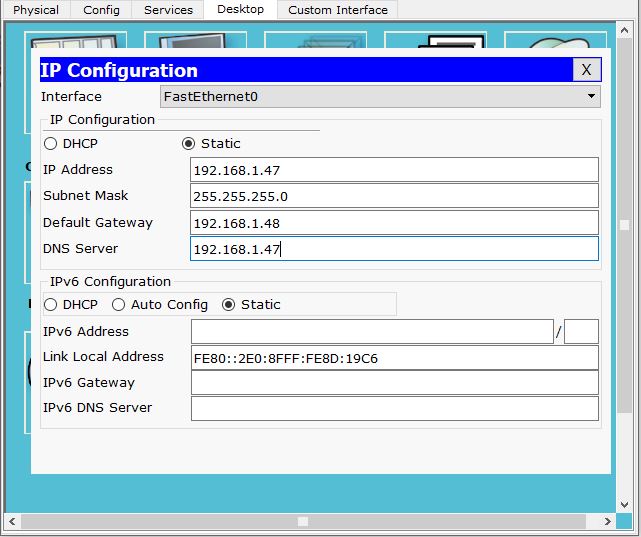 Physical Config Services Desktop Custom Interface
IP Configuration X
Interface FastEthernet0
IP Configuration
DHCP Static
IP Address 192.168.1.47
Subnet Mask 255.255.255.0
Default Gateway 192.168.1.48
DNS Server 192.168.1.47
IPv6 Configuration
DHCP Auto Config Static
IPv6 Address /
Link Local Address FE80::2E0:8FFF:FE8D:19C6
IPv6 Gateway
IPv6 DNS Server